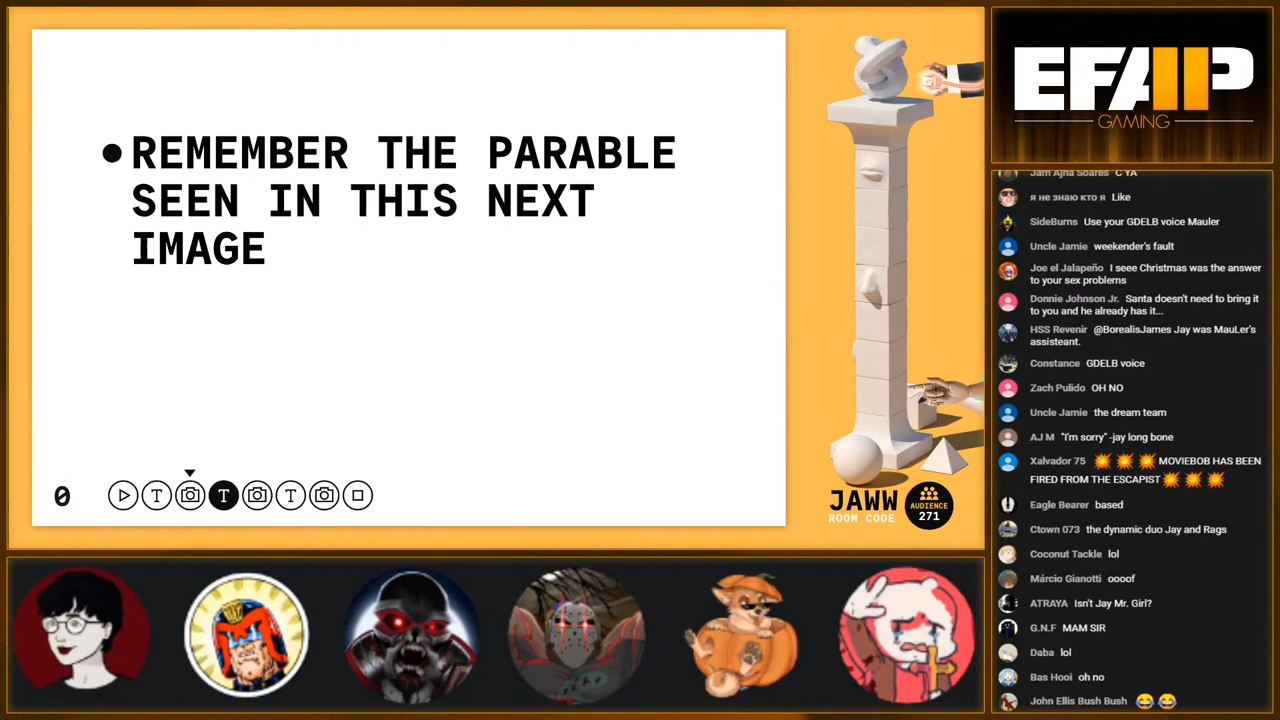 •REMEMBER THE PARABLE
SEEN IN THIS NEXT
IMAGE
0
T
T
T
JAWW
ROOM CODE
AUDIENCE
271
EFAP
GAMING
Jam Ajna Soares C YA
я не знаю кто я Like
SideBurns Use your GDELB voice Mauler
Uncle Jamie weekender's fault
Joe el Jalapeño I seee Christmas was the answer
to your sex problems
Donnie Johnson Jr. Santa doesn't need to bring it
to you and he already has it...
HSS Revenir @BorealisJames Jay was MauLer's
assisteant.
Constance GDELB voice
Zach Pulido OH NO
Uncle Jamie the dream team
AJ M "I'm sorry" -jay long bone
Xalvador 75 💥 💥 💥 MOVIEBOB HAS BEEN
FIRED FROM THE ESCAPIST 💥 💥 💥
Eagle Bearer based
Ctown 073 the dynamic duo Jay and Rags
Coconut Tackle lol
Márcio Gianotti oooof
ATRAYA Isn't Jay Mr. Girl?
G.N.F MAM SIR
Daba lol
Bas Hooi oh no
John Ellis Bush Bush 😂 😂